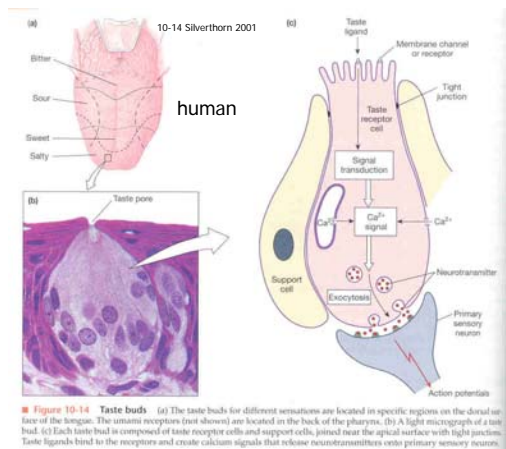 (a)
10-14 Silverthorn 2001
Bitter
Sour
Sweet
Salty
human
(b)
Taste pore
(c)
Taste
ligand
Membrane channel
or receptor
Tight
junction
Taste
receptor
cell
Signal
transduction
Ca2+
Ca2+
signal
Ca2+
Support
cell
Neurotransmitter
Exocytosis
Primary
sensory
neuron
Action potentials
Figure 10-14 Taste buds (a) The taste buds for different sensations are located in specific regions on the dorsal sur-
face of the tongue. The umami receptors (not shown) are located in the back of the pharynx. (b) A light micrograph of a taste
bud. (c) Each taste bud is composed of taste receptor cells and support cells, joined near the apical surface with tight junctions.
Taste ligands bind to the receptors and create calcium signals that release neurotransmitters onto primary sensory neurons.